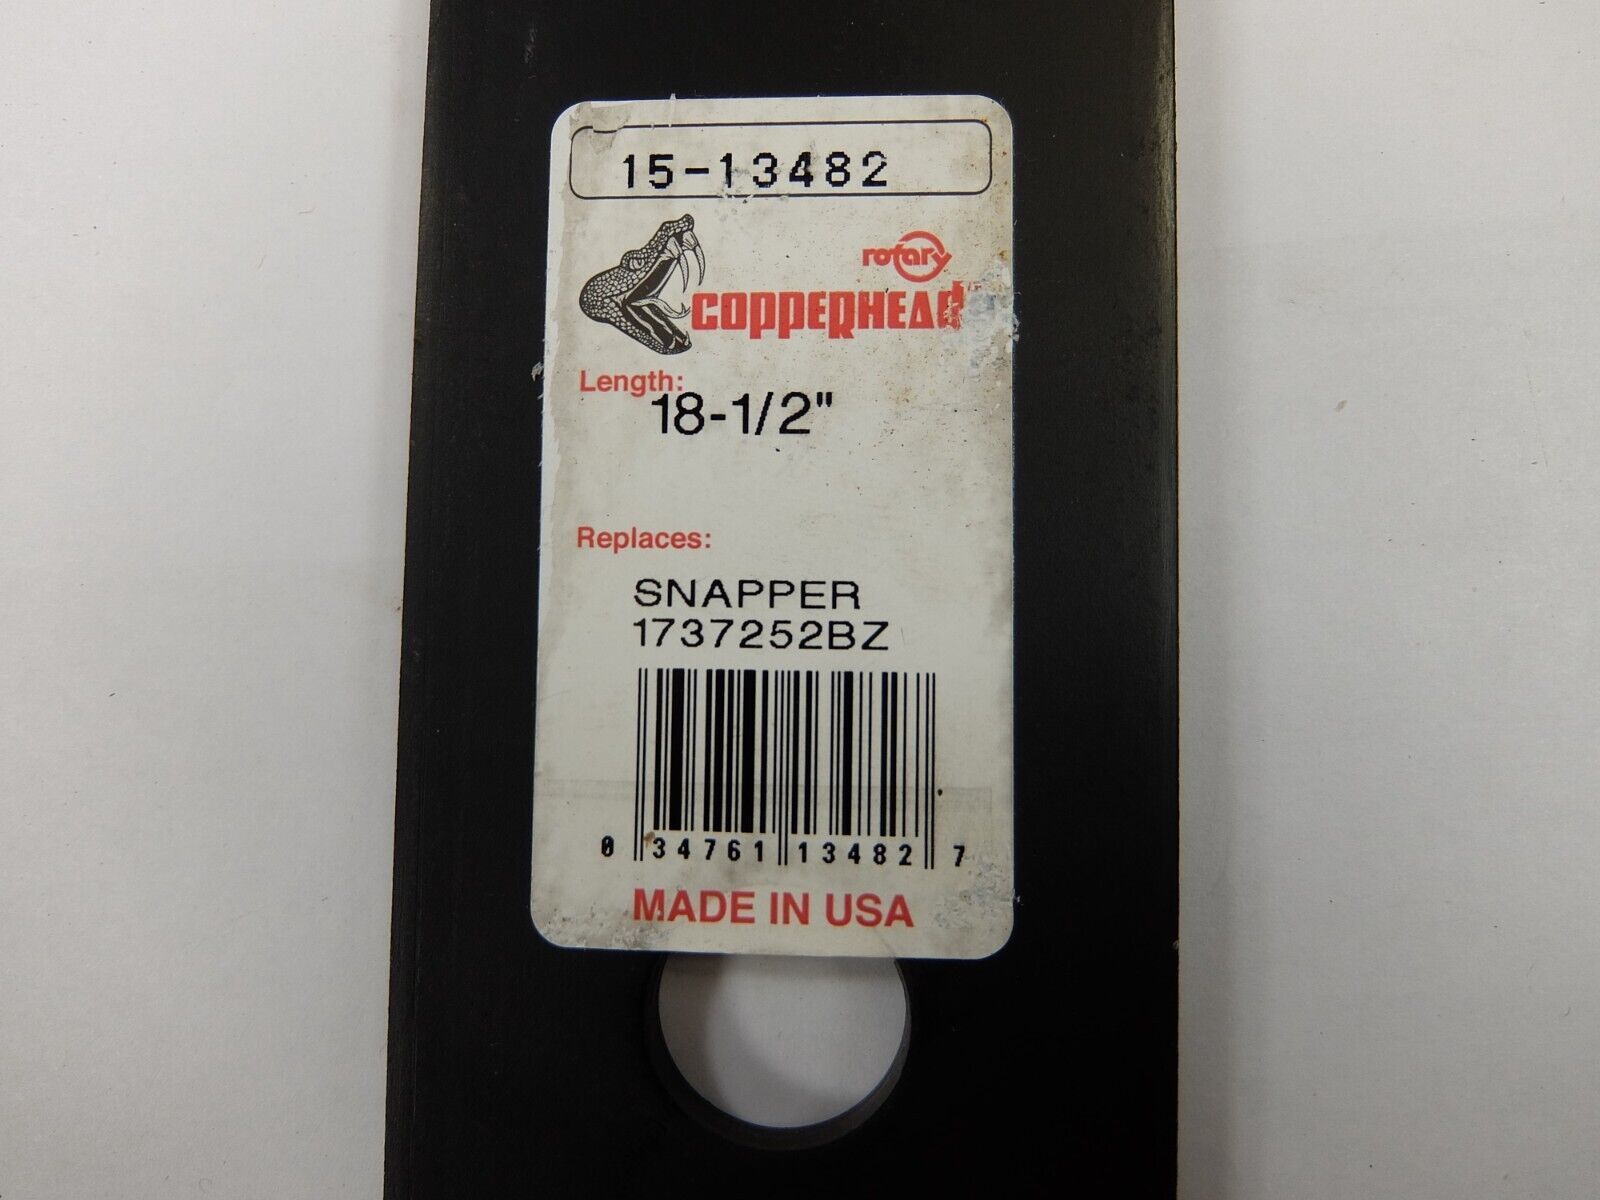 15-13482
rotary
COPPERHEAD
Length:
18-1/2"
Replaces:
SNAPPER
1737252BZ
0 34761 13482 7
MADE IN USA